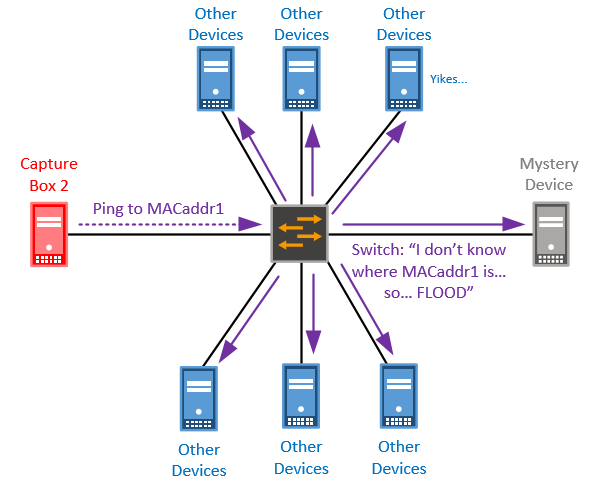 Other
Devices
Other
Devices
Other
Devices
Yikes...
Capture
Box 2
Ping to MACaddr1
Mystery
Device
Switch: “I don’t know
where MACaddr1 is...
so... FLOOD”
Other
Devices
Other
Devices
Other
Devices